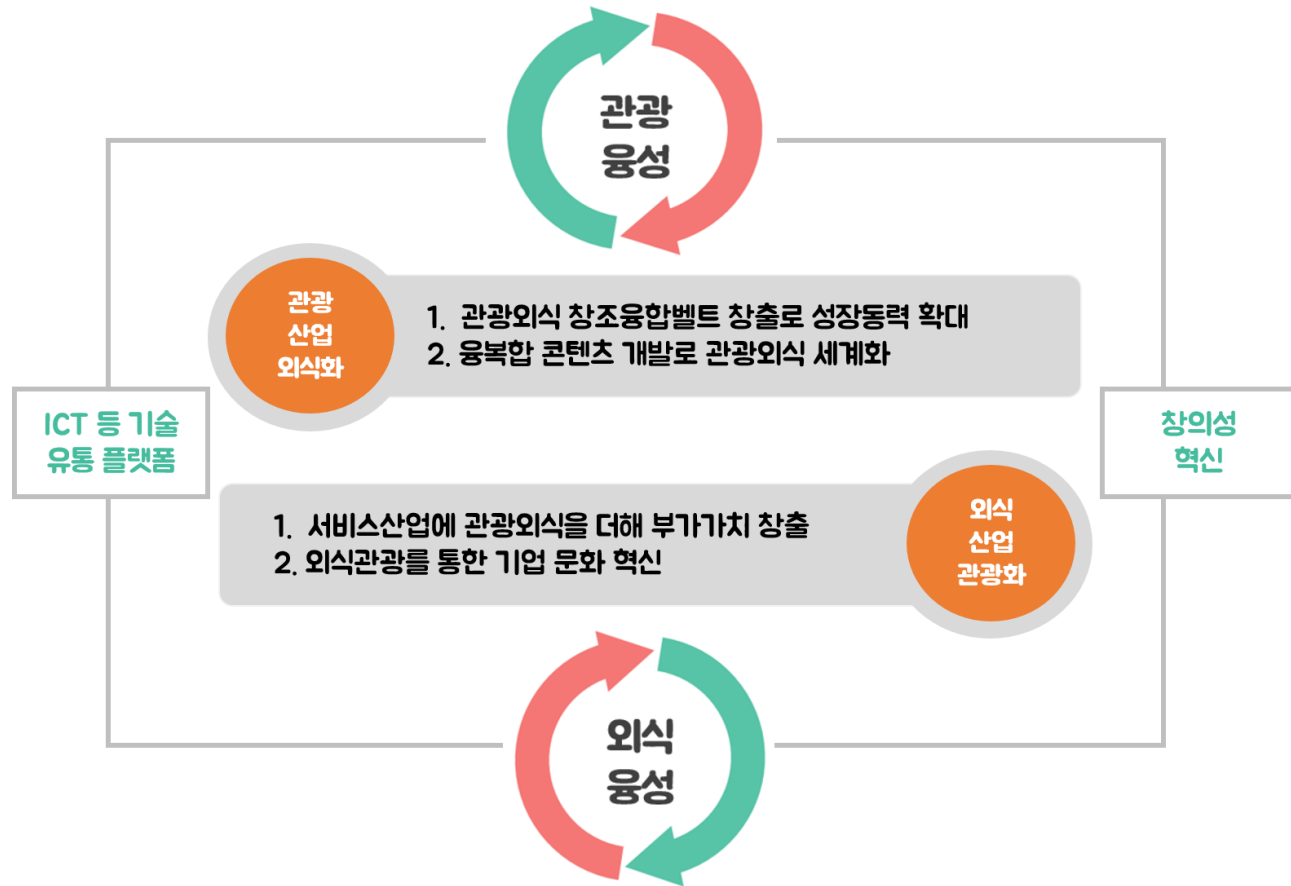 관광
융성
관광
산업
외식화
1. 관광외식 창조융합벨트 창출로 성장동력 확대
2. 융복합 콘텐츠 개발로 관광외식 세계화
ICT 등 기술
유통 플랫폼
창의성
혁신
1. 서비스산업에 관광외식을 더해 부가가치 창출
2. 외식관광를 통한 기업 문화 혁신
외식
산업
관광화
외식
융성